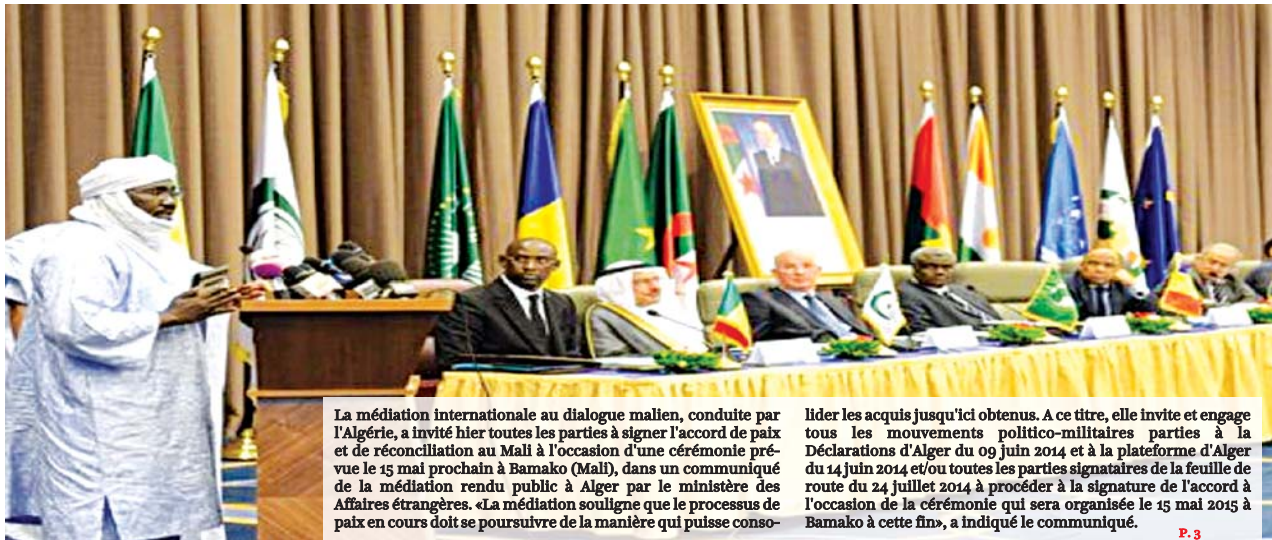 La médiation internationale au dialogue malien, conduite par
l'Algérie, a invité hier toutes les parties à signer l'accord de paix
et de réconciliation au Mali à l'occasion d'une cérémonie pré-
vue le 15 mai prochain à Bamako (Mali), dans un communiqué
de la médiation rendu public à Alger par le ministère des
Affaires étrangères. «La médiation souligne que le processus de
paix en cours doit se poursuivre de la manière qui puisse conso-
lider les acquis jusqu'ici obtenus. A ce titre, elle invite et engage
tous les mouvements politico-militaires parties à la
Déclarations d'Alger du 09 juin 2014 et à la plateforme d'Alger
du 14 juin 2014 et/ou toutes les parties signataires de la feuille de
route du 24 juillet 2014 à procéder à la signature de l'accord à
l'occasion de la cérémonie qui sera organisée le 15 mai 2015 à
Bamako à cette fin», a indiqué le communiqué.
P. 3